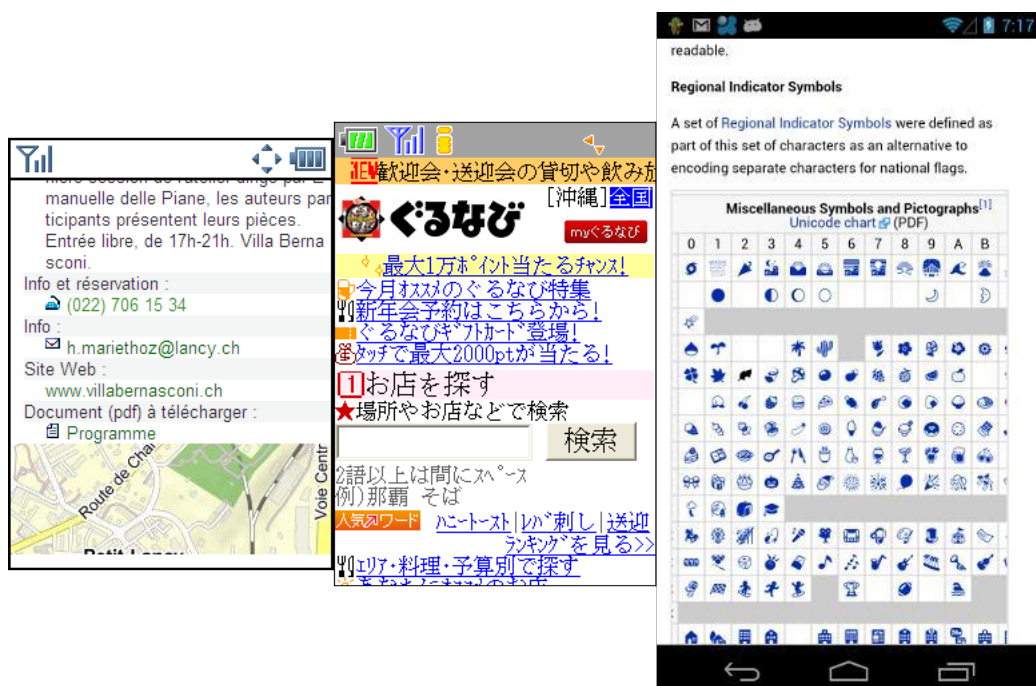 manuelle delle Piane, les auteurs par
ticipants présentent leurs pièces.
Entrée libre, de 17h-21h. Villa Berna
sconi.
Info et réservation :
(022) 706 15 34
Info :
h.mariethoz@lancy.ch
Site Web :
www.villabernasconi.ch
Document (pdf) à télécharger :
Programme
Route de Cha
Voie Centr
Petit-Lancy
NEW歓迎会・送迎会の貸切や飲み放
[沖縄]全国
ぐるなび
myぐるなび
最大1万ﾎﾟｲﾝﾄ当たるﾁｬﾝｽ!
今月ｵｽｽﾒのぐるなび特集
新年会予約はこちらから!
ぐるなびｷﾞﾌﾄｶｰﾄﾞ登場!
ﾀｯﾁで最大2000ptが当たる!
1お店を探す
★場所やお店などで検索
検索
2語以上は間にｽﾍﾟｰｽ
例)那覇 そば
人気ワード ﾊﾆｰﾄｰｽﾄ|ﾚﾊﾞ刺し|送迎
ﾗﾝｷﾝｸﾞを見る>>
ｴﾘｱ・料理・予算別で探す
7:17
readable.
Regional Indicator Symbols
A set of Regional Indicator Symbols were defined as
part of this set of characters as an alternative to
encoding separate characters for national flags.
Miscellaneous Symbols and Pictographs[1]
Unicode chart (PDF)
0 1 2 3 4 5 6 7 8 9 A B